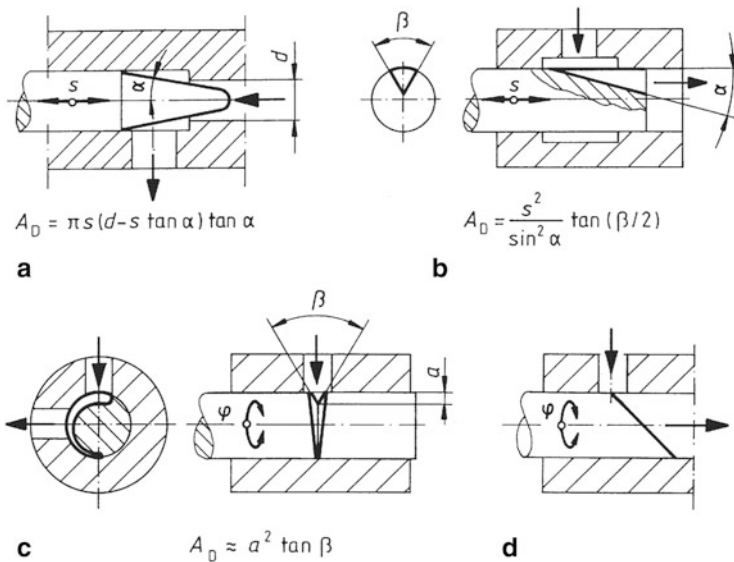 s
α
d
A_D = π s (d – s tan α) tan α
a
β
s
α
A_D = s² / sin² α tan (β/2)
b
β
φ
a
A_D ≈ a² tan β
c
φ
d